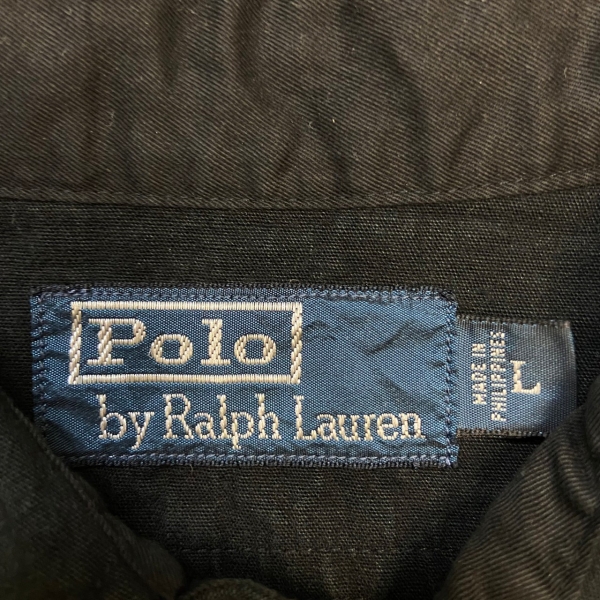 Polo
by Ralph Lauren
MADE IN
PHILIPPINES
L